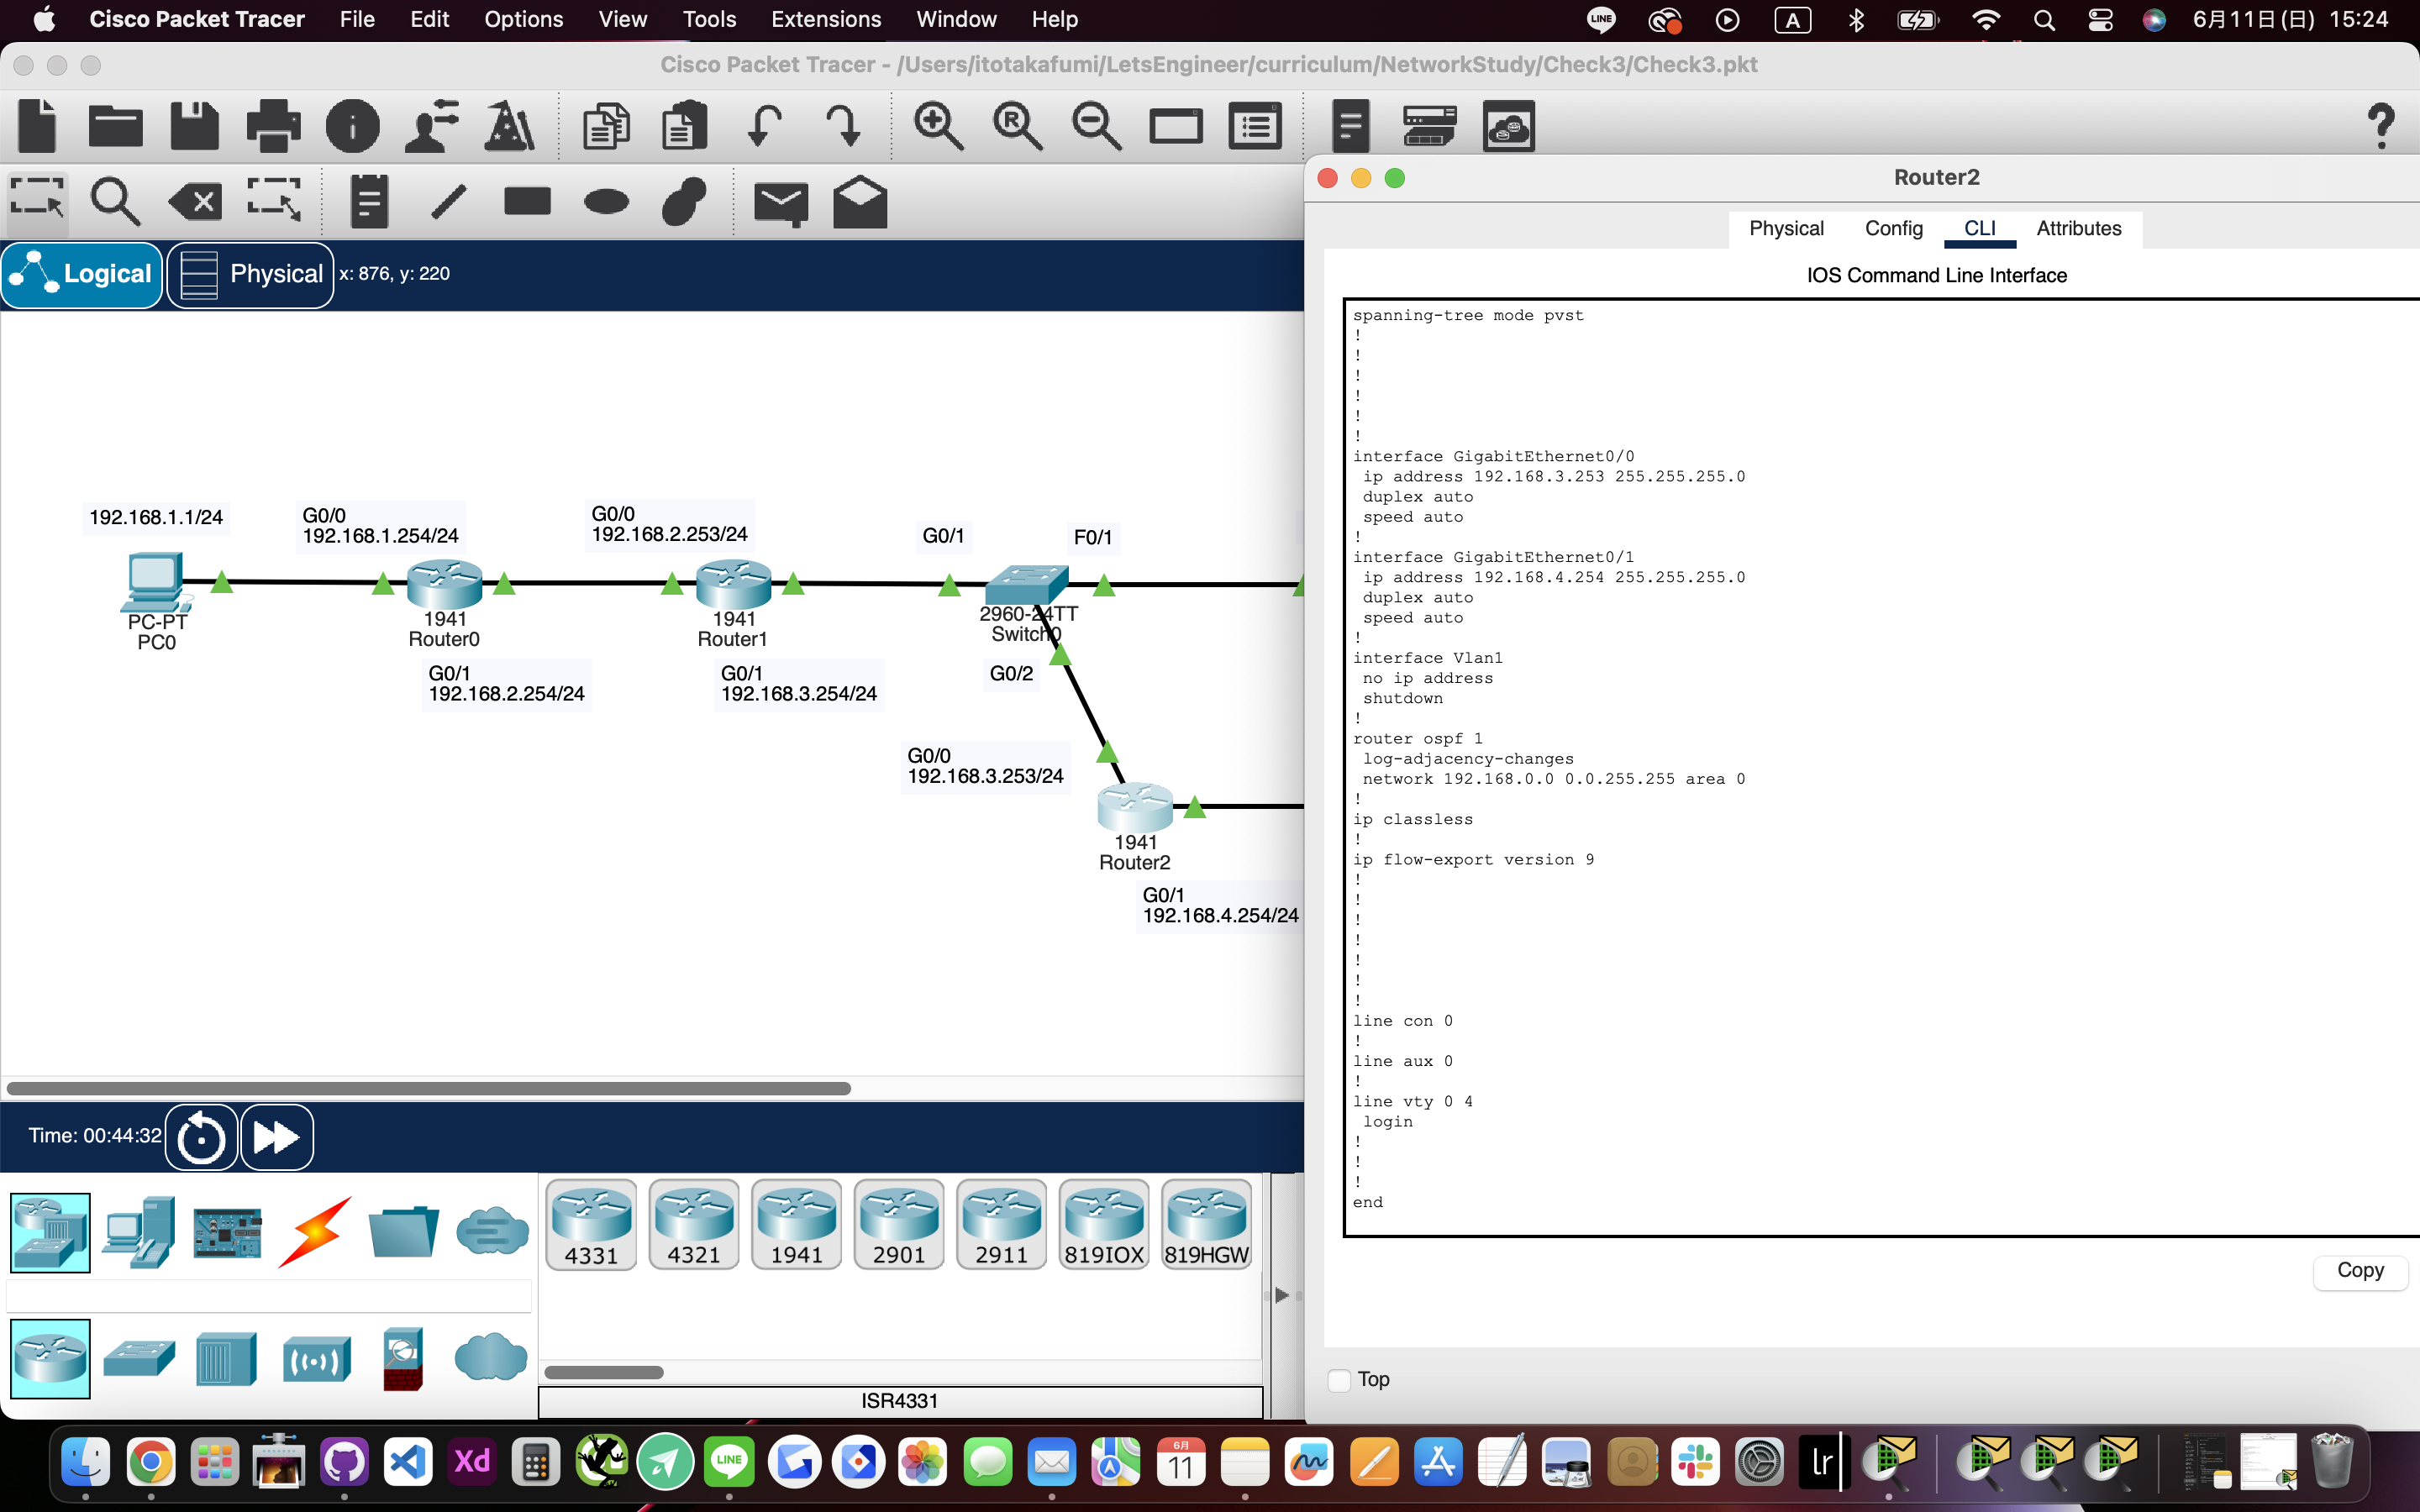 Cisco Packet Tracer File Edit Options View Tools Extensions Window Help LINE A 6月11日(日) 15:24
Cisco Packet Tracer - /Users/itotakafumi/LetsEngineer/curriculum/NetworkStudy/Check3/Check3.pkt
R
?
Router2
Physical Config CLI Attributes
Logical Physical x: 876, y: 220
IOS Command Line Interface
192.168.1.1/24
PC-PT
PC0
G0/0
192.168.1.254/24
1941
Router0
G0/1
192.168.2.254/24
G0/0
192.168.2.253/24
1941
Router1
G0/1
192.168.3.254/24
G0/1
F0/1
2960-24TT
Switch0
G0/2
G0/0
192.168.3.253/24
1941
Router2
G0/1
192.168.4.254/24
spanning-tree mode pvst
!
!
!
!
!
!
interface GigabitEthernet0/0
ip address 192.168.3.253 255.255.255.0
duplex auto
speed auto
!
interface GigabitEthernet0/1
ip address 192.168.4.254 255.255.255.0
duplex auto
speed auto
!
interface Vlan1
no ip address
shutdown
!
router ospf 1
log-adjacency-changes
network 192.168.0.0 0.0.255.255 area 0
!
ip classless
!
ip flow-export version 9
!
!
!
!
!
!
!
line con 0
!
line aux 0
!
line vty 0 4
login
!
!
!
end
Copy
Top
Time: 00:44:32
4331 4321 1941 2901 2911 819IOX 819HGW
ISR4331
Xd LINE 6月 11 lr